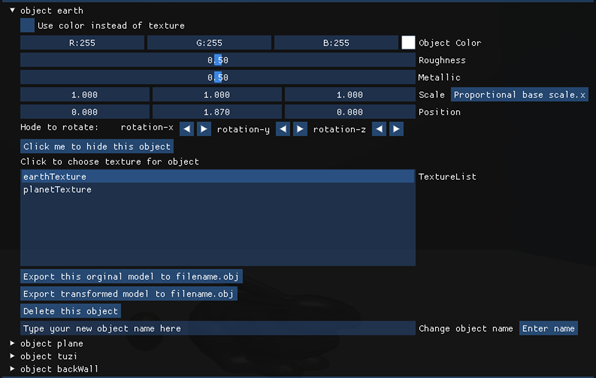 object earth
Use color instead of texture
R:255 G:255 B:255 Object Color
0.50 Roughness
0.50 Metallic
1.000 1.000 1.000 Scale Proportional base scale.x
0.000 1.870 0.000 Position
Hode to rotate: rotation-x rotation-y rotation-z
Click me to hide this object
Click to choose texture for object
earthTexture TextureList
planetTexture
Export this orginal model to filename.obj
Export transformed model to filename.obj
Delete this object
Type your new object name here Change object name Enter name
object plane
object tuzi
object backWall